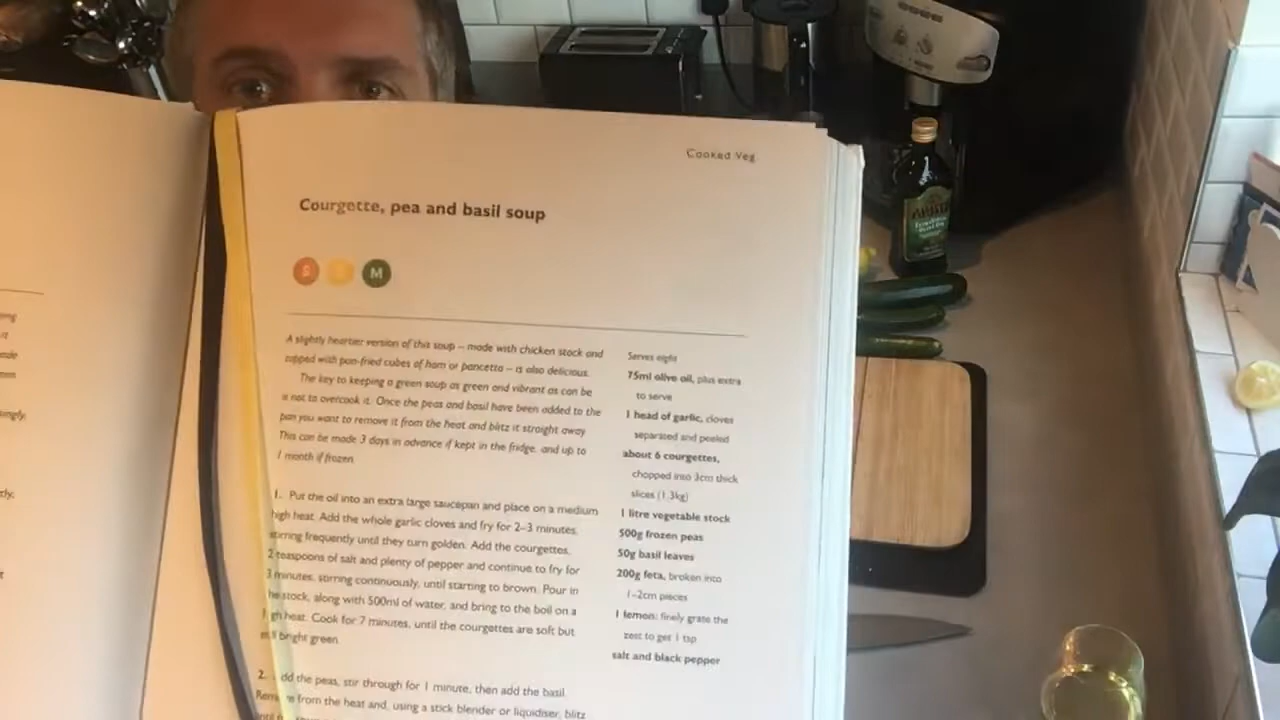 Cooked Veg
Courgette, pea and basil soup
S M
A slightly heartier version of this soup – made with chicken stock and
topped with pan-fried cubes of ham or pancetta – is also delicious.
The key to keeping a green soup as green and vibrant as can be
is not to overcook it. Once the peas and basil have been added to the
pan you want to remove it from the heat and blitz it straight away
This can be made 3 days in advance if kept in the fridge, and up to
1 month if frozen.
1. Put the oil into an extra large saucepan and place on a medium
high heat. Add the whole garlic cloves and fry for 2–3 minutes,
stirring frequently until they turn golden. Add the courgettes,
2 teaspoons of salt and plenty of pepper and continue to fry for
3 minutes, stirring continuously, until starting to brown. Pour in
he stock, along with 500ml of water, and bring to the boil on a
high heat. Cook for 7 minutes, until the courgettes are soft but
still bright green.
2. dd the peas, stir through for 1 minute, then add the basil.
Remove from the heat and, using a stick blender or liquidiser, blitz
Serves eight
75ml olive oil, plus extra
to serve
1 head of garlic, cloves
separated and peeled
about 6 courgettes,
chopped into 3cm thick
slices (1.3kg)
1 litre vegetable stock
500g frozen peas
50g basil leaves
200g feta, broken into
1–2cm pieces
1 lemon: finely grate the
zest to get 1 tsp
salt and black pepper